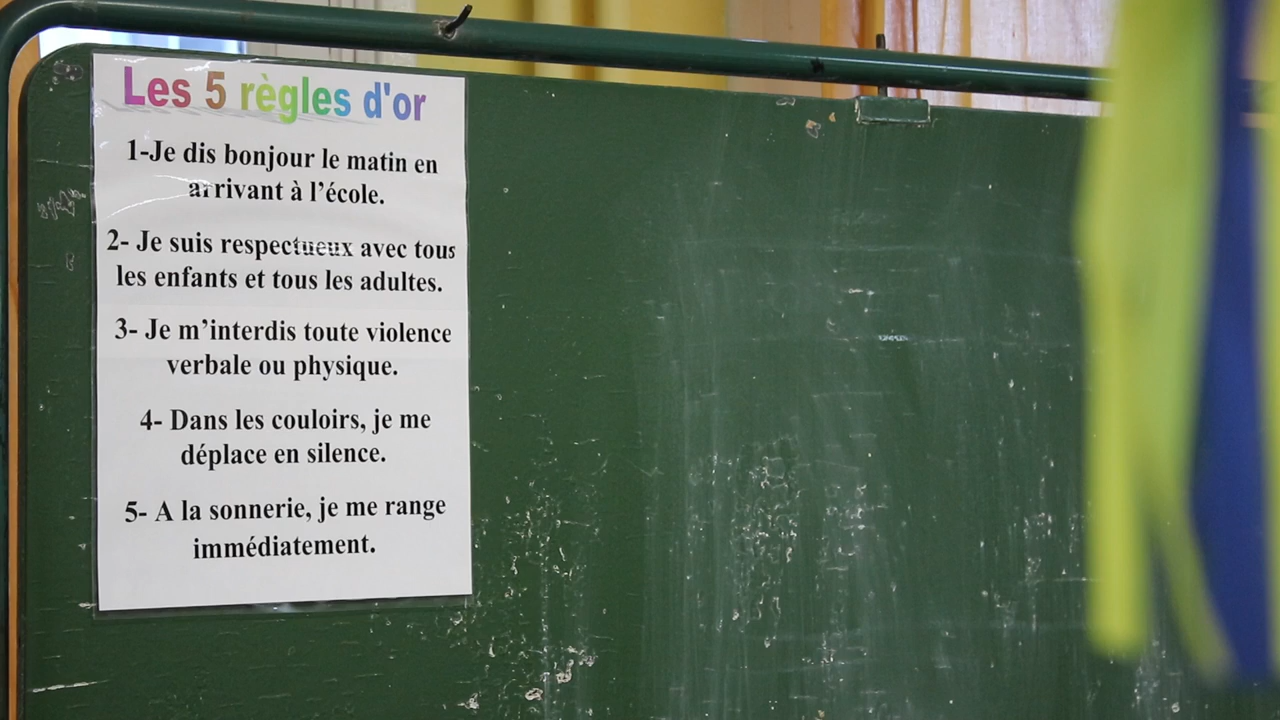 Les 5 règles d'or
1-Je dis bonjour le matin en
arrivant à l'école.
2- Je suis respectueux avec tous
les enfants et tous les adultes.
3- Je m'interdis toute violence
verbale ou physique.
4- Dans les couloirs, je me
déplace en silence.
5- A la sonnerie, je me range
immédiatement.